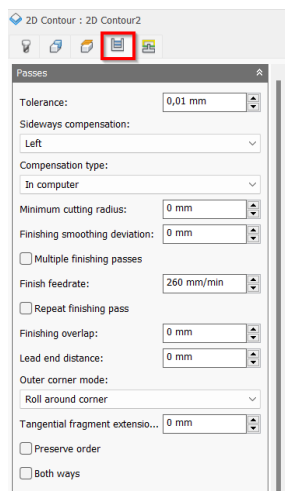 2D Contour : 2D Contour2
Passes
Tolerance: 0,01 mm
Sideways compensation:
Left
Compensation type:
In computer
Minimum cutting radius: 0 mm
Finishing smoothing deviation: 0 mm
Multiple finishing passes
Finish feedrate: 260 mm/min
Repeat finishing pass
Finishing overlap: 0 mm
Lead end distance: 0 mm
Outer corner mode:
Roll around corner
Tangential fragment extensio... 0 mm
Preserve order
Both ways